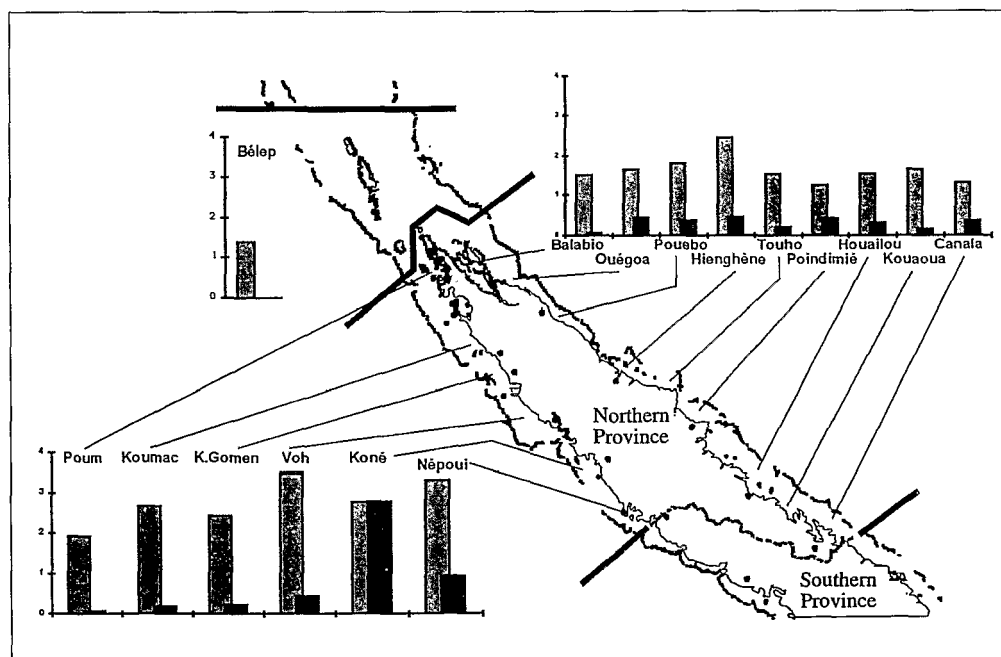 4
3
2
1
0
Bélep
4
3
2
1
0
Balabio
Pouebo
Touho
Houaïlou
Canala
Ouégoa
Hienghène
Poindimié
Kouaoua
Northern
Province
4
3
2
1
0
Poum
Koumac
K.Gomen
Voh
Koné
Népoui
Southern
Province